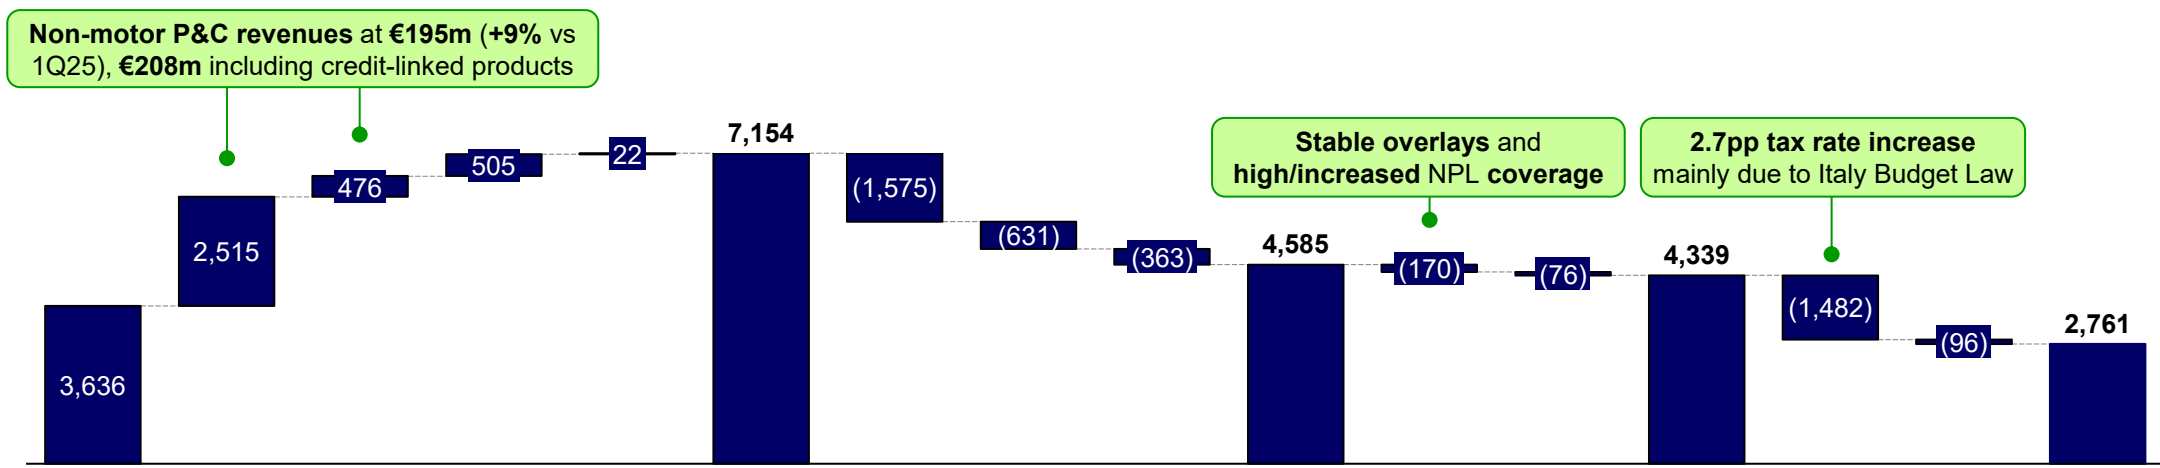 Non-motor P&C revenues at €195m (+9% vs
1Q25), €208m including credit-linked products
Stable overlays and
high/increased NPL coverage
2.7pp tax rate increase
mainly due to Italy Budget Law
3,636
2,515
476
505
22
7,154
(1,575)
(631)
(363)
4,585
(170)
(76)
4,339
(1,482)
(96)
2,761